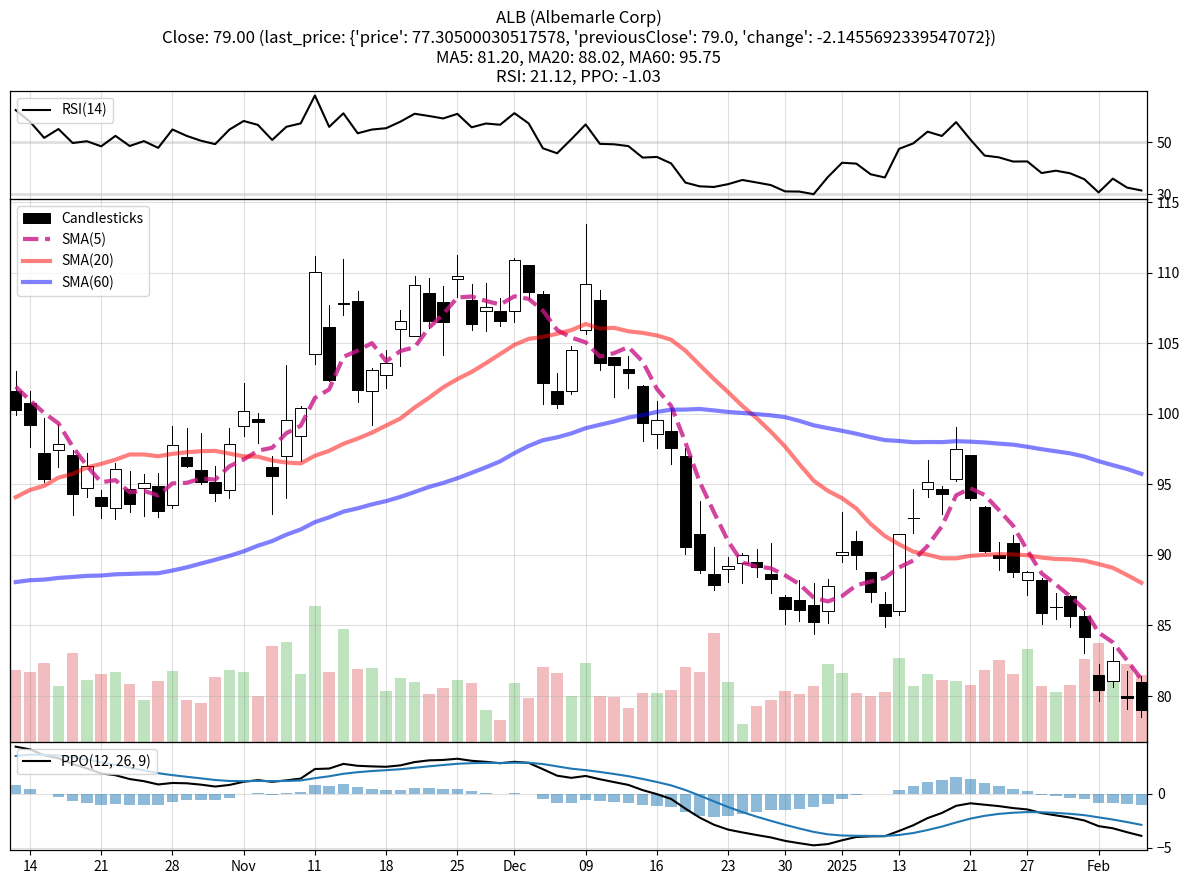 ALB (Albemarle Corp)
Close: 79.00 (last_price: {'price': 77.30500030517578, 'previousClose': 79.0, 'change': -2.1455692339547072})
MA5: 81.20, MA20: 88.02, MA60: 95.75
RSI: 21.12, PPO: -1.03
RSI(14)
50
30
115
Candlesticks
SMA(5)
SMA(20)
SMA(60)
110
105
100
95
90
85
80
PPO(12, 26, 9)
0
−5
14 21 28 Nov 11 18 25 Dec 09 16 23 30 2025 13 21 27 Feb